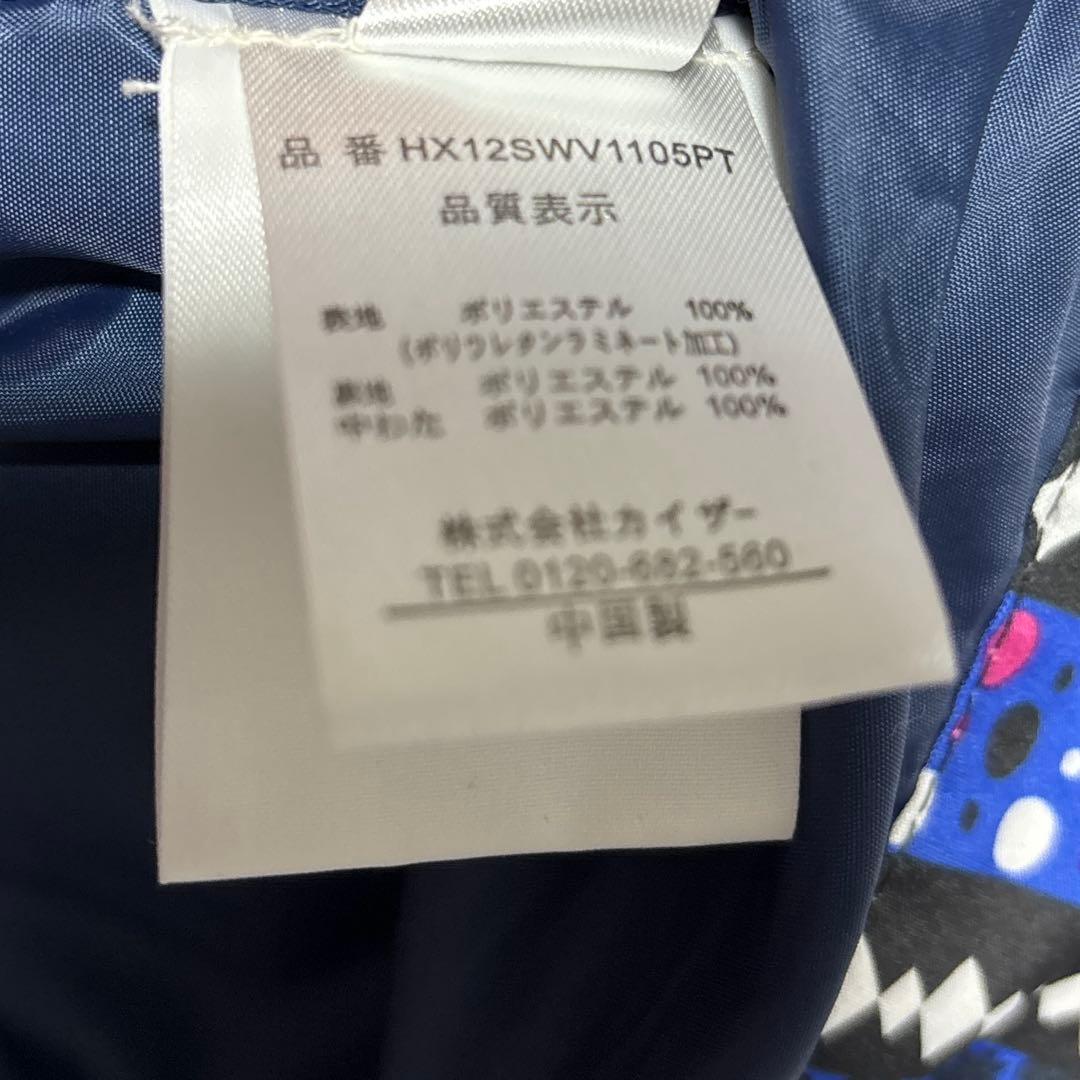 品 番 HX12SWV1105PT
品質表示
表地 ポリエステル 100%
(ポリウレタンラミネート加工)
裏地 ポリエステル 100%
中わた ポリエステル 100%
株式会社カイザー
TEL 0120-682-560
中国製